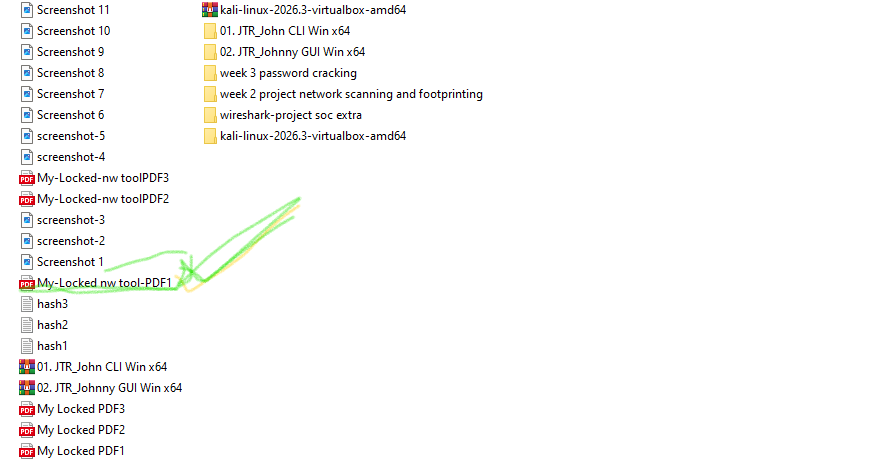 Screenshot 11
Screenshot 10
Screenshot 9
Screenshot 8
Screenshot 7
Screenshot 6
screenshot-5
screenshot-4
My-Locked-nw toolPDF3
My-Locked-nw toolPDF2
screenshot-3
screenshot-2
Screenshot 1
My-Locked nw tool-PDF1
hash3
hash2
hash1
01. JTR_John CLI Win x64
02. JTR_Johnny GUI Win x64
My Locked PDF3
My Locked PDF2
My Locked PDF1
kali-linux-2026.3-virtualbox-amd64
01. JTR_John CLI Win x64
02. JTR_Johnny GUI Win x64
week 3 password cracking
week 2 project network scanning and footprinting
wireshark-project soc extra
kali-linux-2026.3-virtualbox-amd64